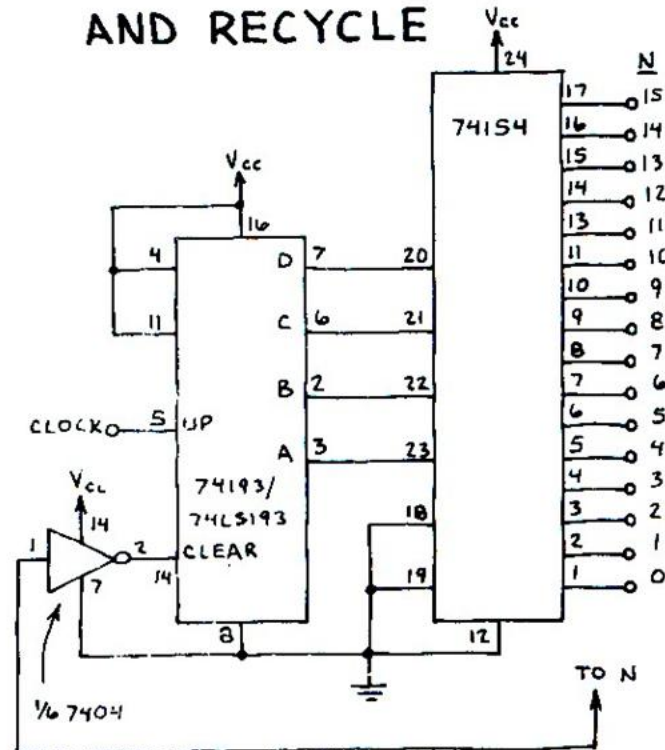 AND RECYCLE
Vcc
24
N
74154
17 15
16 14
15 13
14 12
13 11
11 10
10 9
9 8
8 7
7 6
6 5
5 4
4 3
3 2
2 1
1 0
Vcc
16
4
11
D 7 20
C 6 21
B 2 22
A 3 23
CLOCK 5 UP
74193/
74LS193
VCC
14
1 2 14 CLEAR
7
18
19
8
12
1/6 7404
TO N